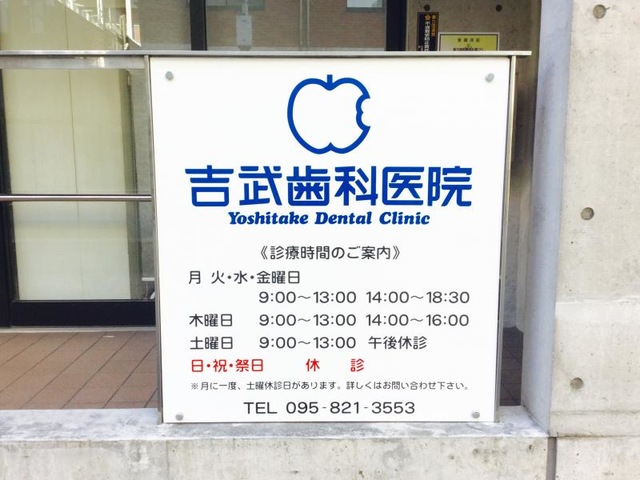 吉武歯科医院
Yoshitake Dental Clinic
《診療時間のご案内》
月 火・水・金曜日
9:00〜13:00 14:00〜18:30
木曜日 9:00〜13:00 14:00〜16:00
土曜日 9:00〜13:00 午後休診
日・祝・祭日 休 診
※月に一度、土曜休診日があります。詳しくはお問い合わせ下さい。
TEL 095-821-3553